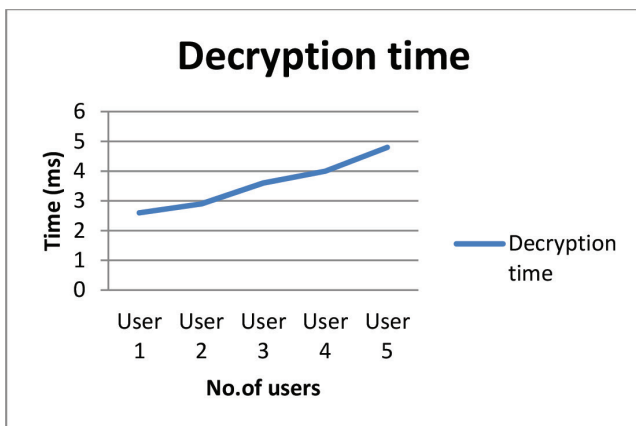 Decryption time
6
5
4
3
2
1
0
Time (ms)
User 1
User 2
User 3
User 4
User 5
No.of users
Decryption
time